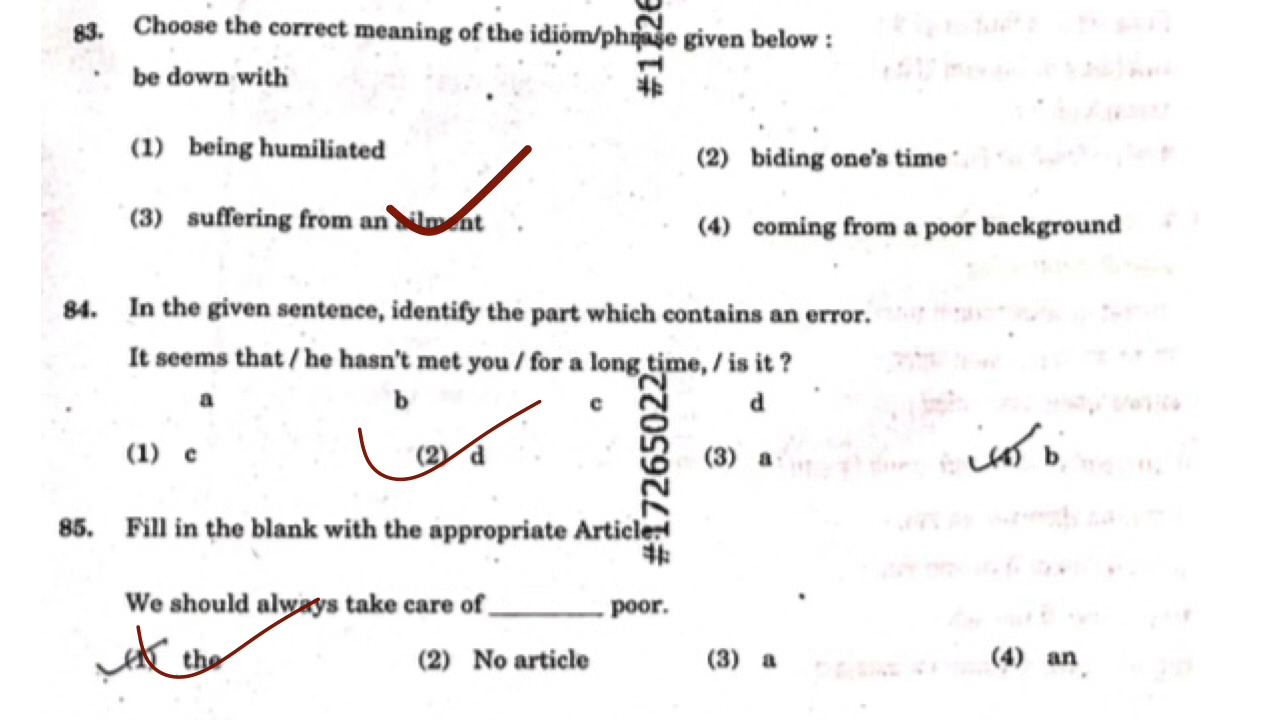 83. Choose the correct meaning of the idiom/phrase given below :
be down with
(1) being humiliated (2) biding one's time
(3) suffering from an ailment (4) coming from a poor background
84. In the given sentence, identify the part which contains an error.
It seems that / he hasn't met you / for a long time, / is it ?
a b c d
(1) c (2) d (3) a (4) b
85. Fill in the blank with the appropriate Article.
We should always take care of ________ poor.
(1) the (2) No article (3) a (4) an
#1726
#17265022